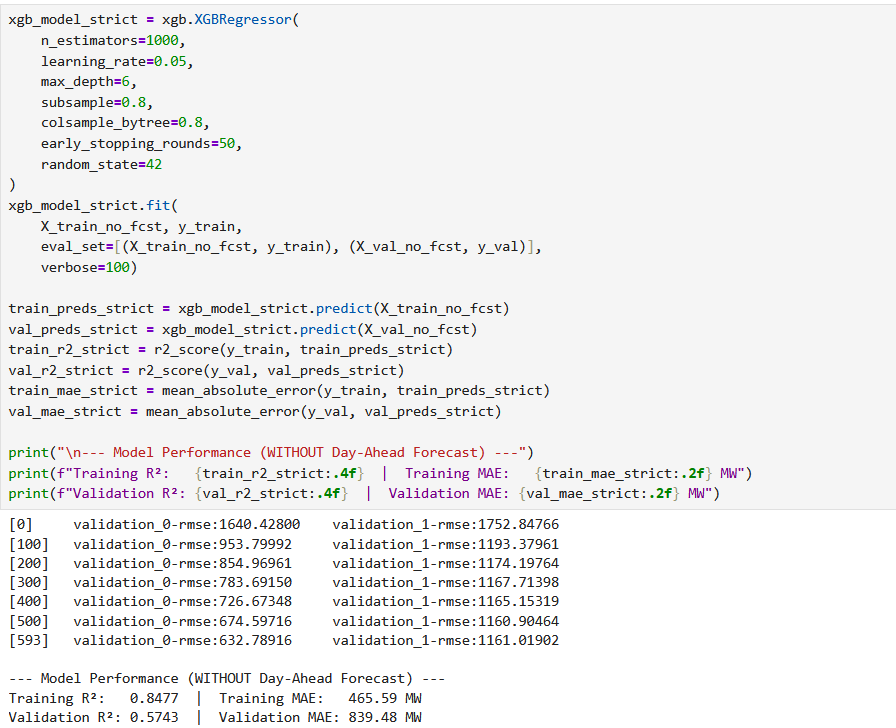 xgb_model_strict = xgb.XGBRegressor(
    n_estimators=1000,
    learning_rate=0.05,
    max_depth=6,
    subsample=0.8,
    colsample_bytree=0.8,
    early_stopping_rounds=50,
    random_state=42
)
xgb_model_strict.fit(
    X_train_no_fcst, y_train,
    eval_set=[(X_train_no_fcst, y_train), (X_val_no_fcst, y_val)],
    verbose=100)

train_preds_strict = xgb_model_strict.predict(X_train_no_fcst)
val_preds_strict = xgb_model_strict.predict(X_val_no_fcst)
train_r2_strict = r2_score(y_train, train_preds_strict)
val_r2_strict = r2_score(y_val, val_preds_strict)
train_mae_strict = mean_absolute_error(y_train, train_preds_strict)
val_mae_strict = mean_absolute_error(y_val, val_preds_strict)

print("\n--- Model Performance (WITHOUT Day-Ahead Forecast) ---")
print(f"Training R²:   {train_r2_strict:.4f}  |  Training MAE:   {train_mae_strict:.2f} MW")
print(f"Validation R²: {val_r2_strict:.4f}  |  Validation MAE: {val_mae_strict:.2f} MW")
[0]     validation_0-rmse:1640.42800    validation_1-rmse:1752.84766
[100]   validation_0-rmse:953.79992     validation_1-rmse:1193.37961
[200]   validation_0-rmse:854.96961     validation_1-rmse:1174.19764
[300]   validation_0-rmse:783.69150     validation_1-rmse:1167.71398
[400]   validation_0-rmse:726.67348     validation_1-rmse:1165.15319
[500]   validation_0-rmse:674.59716     validation_1-rmse:1160.90464
[593]   validation_0-rmse:632.78916     validation_1-rmse:1161.01902

--- Model Performance (WITHOUT Day-Ahead Forecast) ---
Training R²:   0.8477  |  Training MAE:   465.59 MW
Validation R²: 0.5743  |  Validation MAE: 839.48 MW